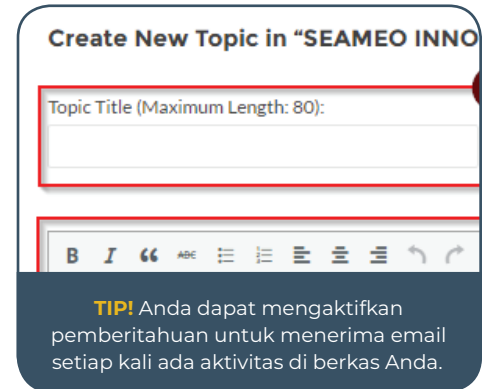 Create New Topic in “SEAMEO INNO
Topic Title (Maximum Length: 80):
B I “ ABC
TIP! Anda dapat mengaktifkan
pemberitahuan untuk menerima email
setiap kali ada aktivitas di berkas Anda.